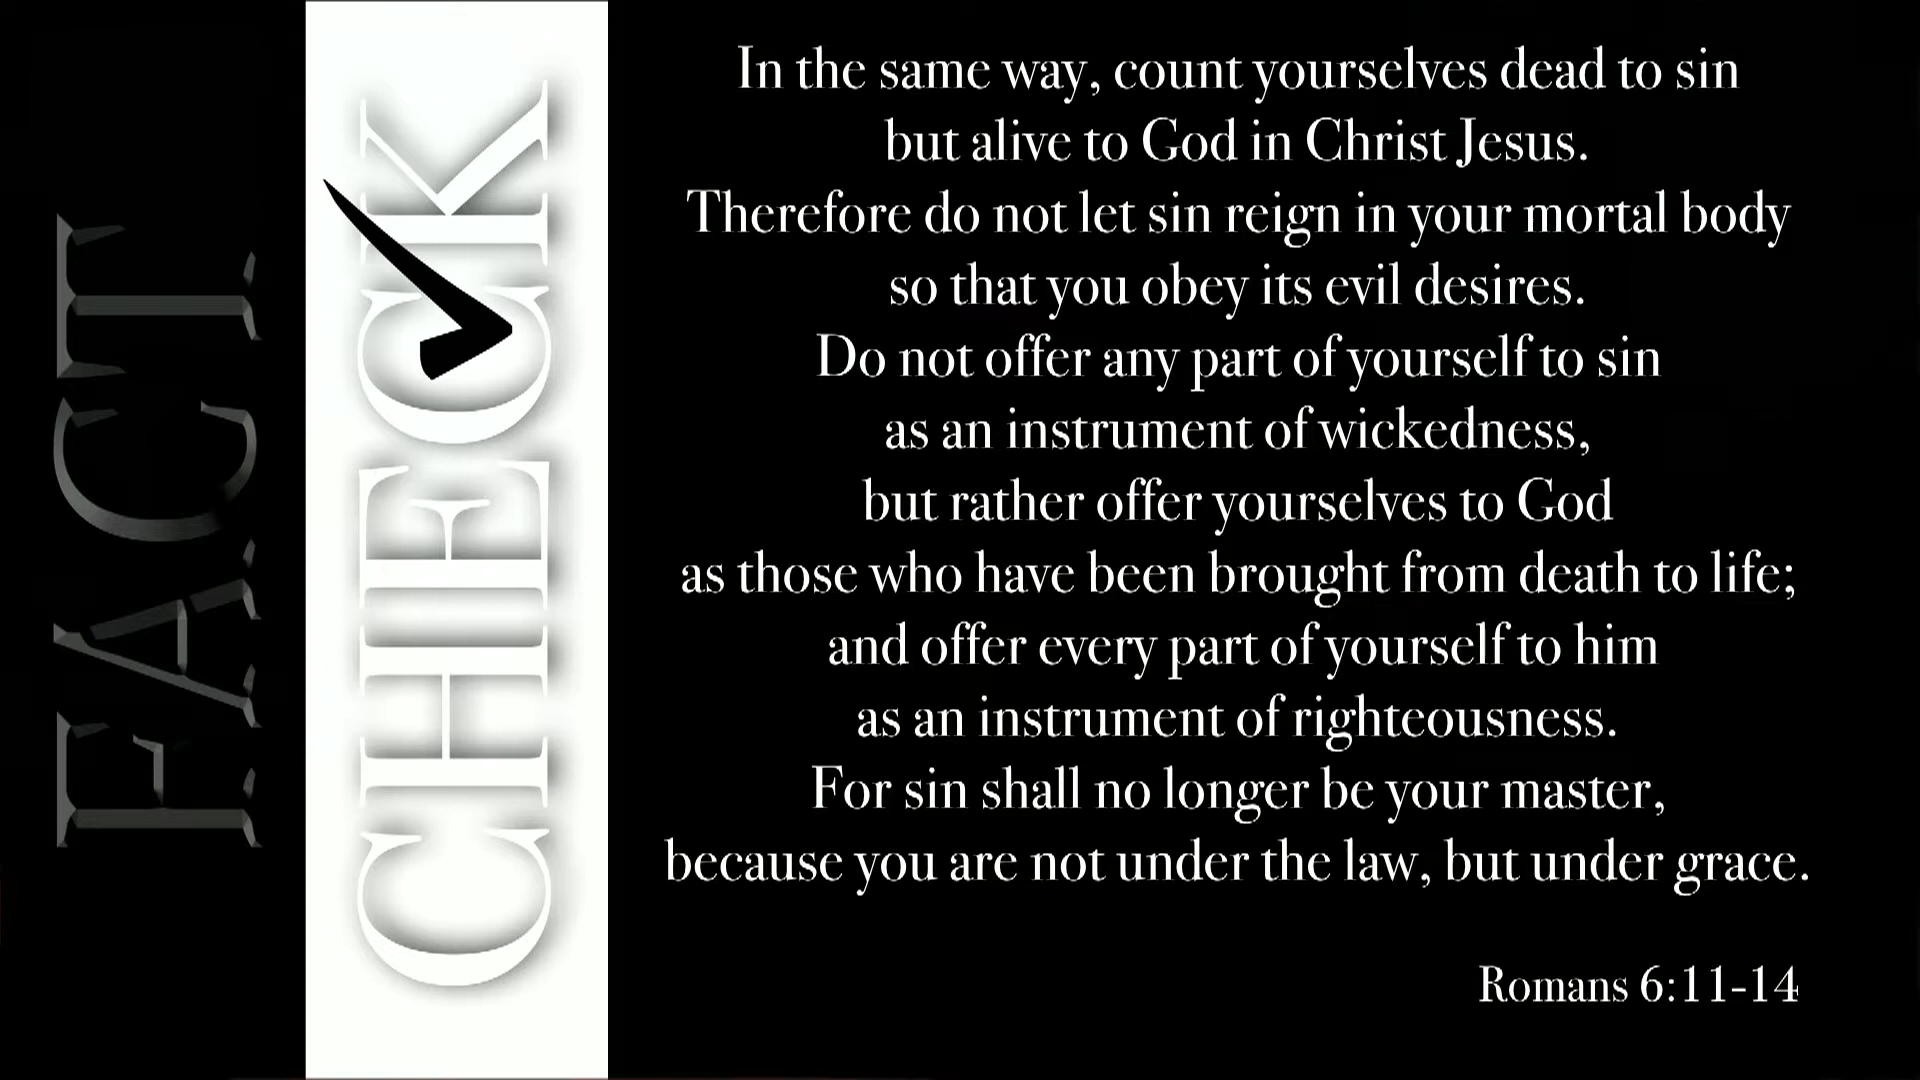 FACT
CHECK
In the same way, count yourselves dead to sin
but alive to God in Christ Jesus.
Therefore do not let sin reign in your mortal body
so that you obey its evil desires.
Do not offer any part of yourself to sin
as an instrument of wickedness,
but rather offer yourselves to God
as those who have been brought from death to life;
and offer every part of yourself to him
as an instrument of righteousness.
For sin shall no longer be your master,
because you are not under the law, but under grace.
Romans 6:11-14